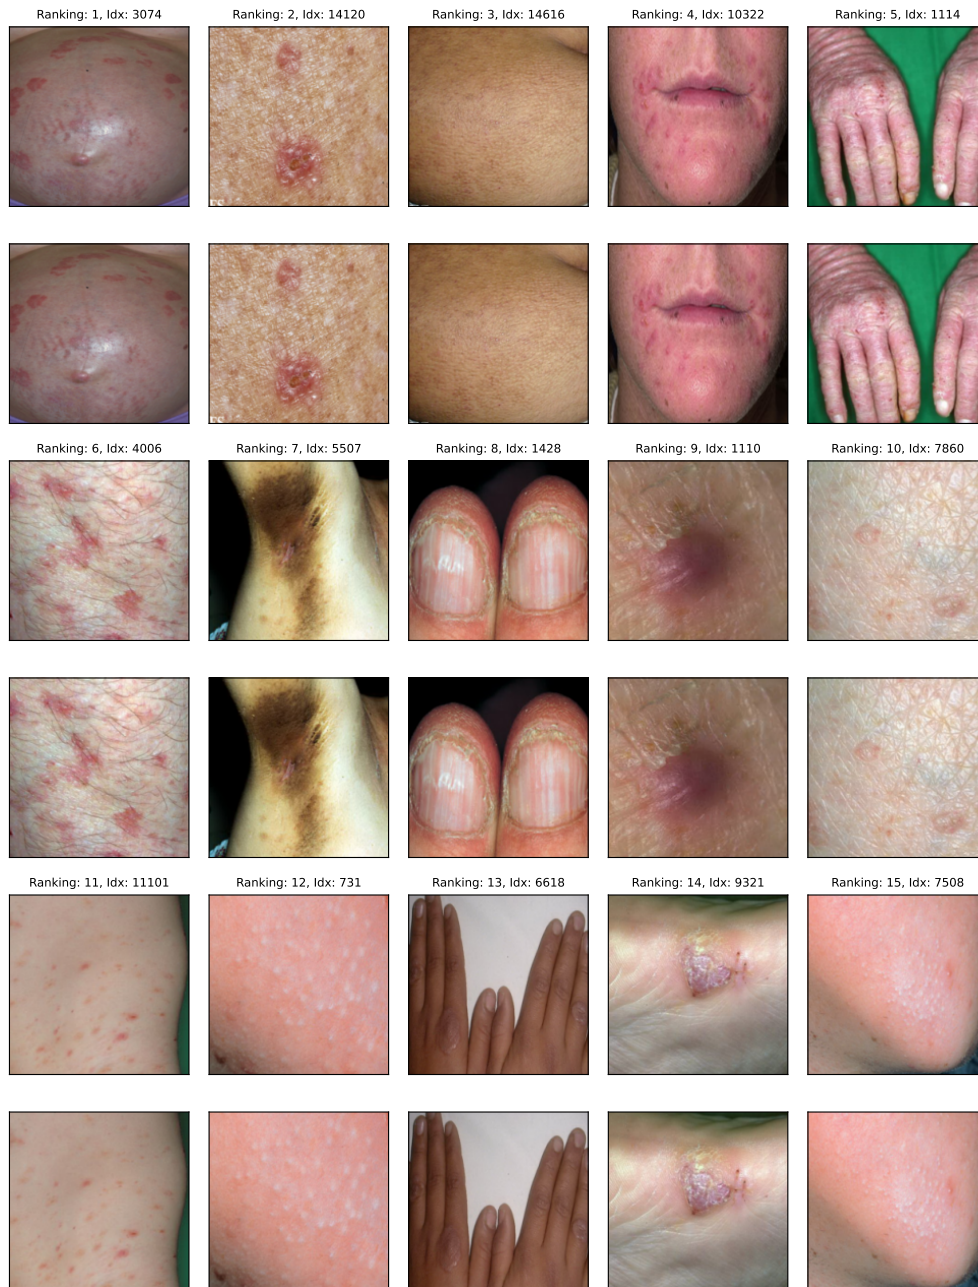 Ranking: 1, Idx: 3074
Ranking: 2, Idx: 14120
Ranking: 3, Idx: 14616
Ranking: 4, Idx: 10322
Ranking: 5, Idx: 1114
Ranking: 6, Idx: 4006
Ranking: 7, Idx: 5507
Ranking: 8, Idx: 1428
Ranking: 9, Idx: 1110
Ranking: 10, Idx: 7860
Ranking: 11, Idx: 11101
Ranking: 12, Idx: 731
Ranking: 13, Idx: 6618
Ranking: 14, Idx: 9321
Ranking: 15, Idx: 7508